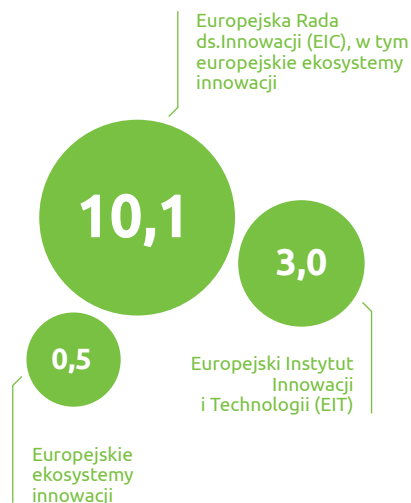 Europejska Rada
ds.Innowacji (EIC), w tym
europejskie ekosystemy
innowacji
10,1
3,0
0,5
Europejski Instytut
Innowacji
i Technologii (EIT)
Europejskie
ekosystemy
innowacji